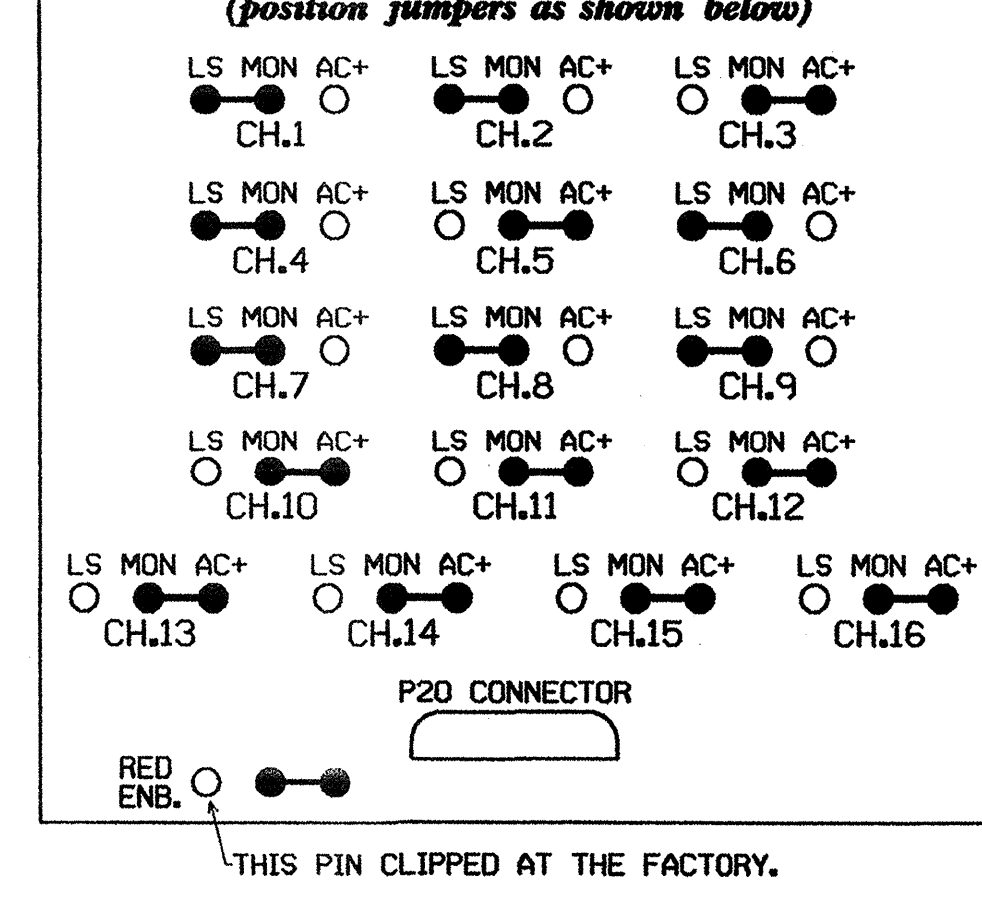 (position jumpers as shown below)
LS MON AC+ LS MON AC+ LS MON AC+
CH.1 CH.2 CH.3
LS MON AC+ LS MON AC+ LS MON AC+
CH.4 CH.5 CH.6
LS MON AC+ LS MON AC+ LS MON AC+
CH.7 CH.8 CH.9
LS MON AC+ LS MON AC+ LS MON AC+
CH.10 CH.11 CH.12
LS MON AC+ LS MON AC+ LS MON AC+ LS MON AC+
CH.13 CH.14 CH.15 CH.16
P20 CONNECTOR
RED
ENB.
THIS PIN CLIPPED AT THE FACTORY.